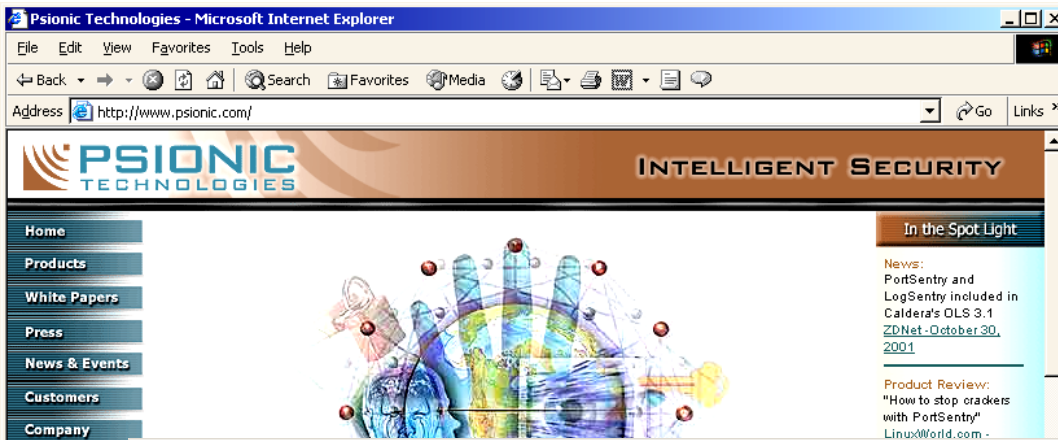 Psionic Technologies - Microsoft Internet Explorer
File Edit View Favorites Tools Help
Back Search Favorites Media
Address http://www.psionic.com/ Go Links »
PSIONIC
TECHNOLOGIES
INTELLIGENT SECURITY
Home
Products
White Papers
Press
News & Events
Customers
Company
In the Spot Light
News:
PortSentry and
LogSentry included in
Caldera's OLS 3.1
ZDNet -October 30,
2001
Product Review:
"How to stop crackers
with PortSentry"
LinuxWorld.com -